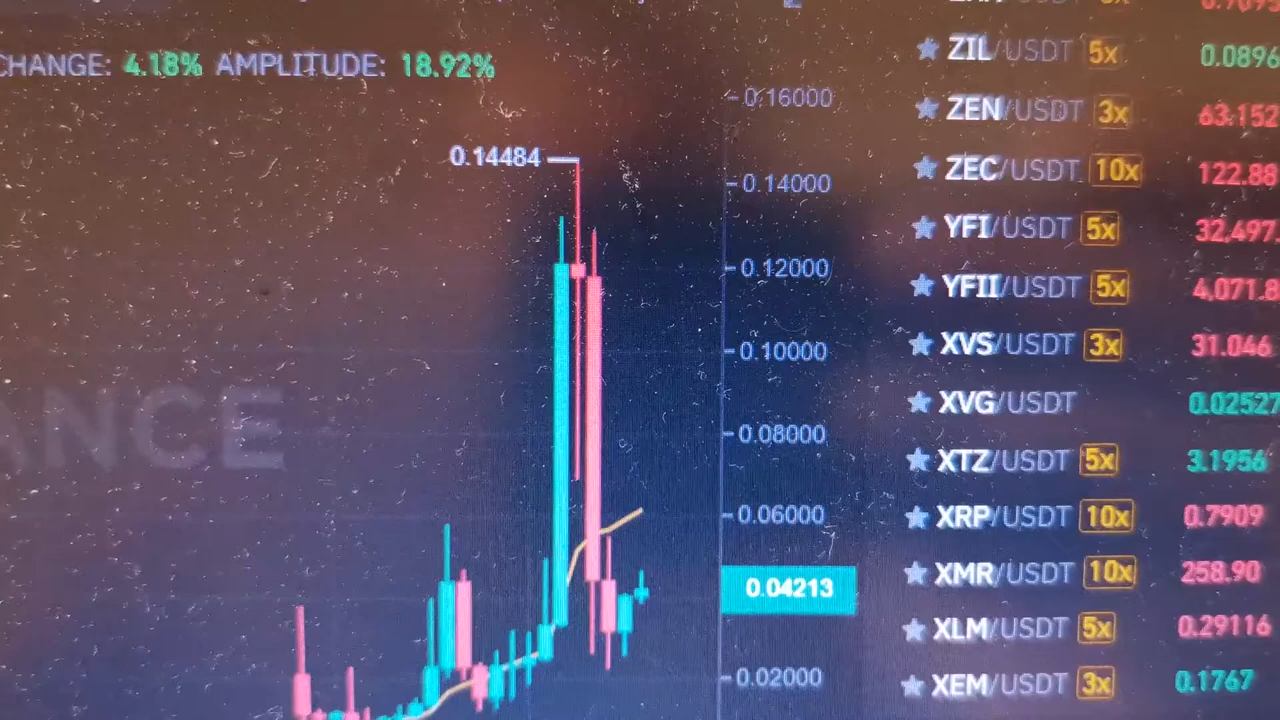 CHANGE: 4.18% AMPLITUDE: 18.92%
0.14484
ANCE
0.16000
0.14000
0.12000
0.10000
0.08000
0.06000
0.04213
0.02000
ZIL/USDT 5x 0.0896
ZEN/USDT 3x 63.152
ZEC/USDT 10x 122.88
YFI/USDT 5x 32,497
YFII/USDT 5x 4,071.8
XVS/USDT 3x 31.046
XVG/USDT 0.02527
XTZ/USDT 5x 3.1956
XRP/USDT 10x 0.7909
XMR/USDT 10x 258.90
XLM/USDT 5x 0.29116
XEM/USDT 3x 0.1767